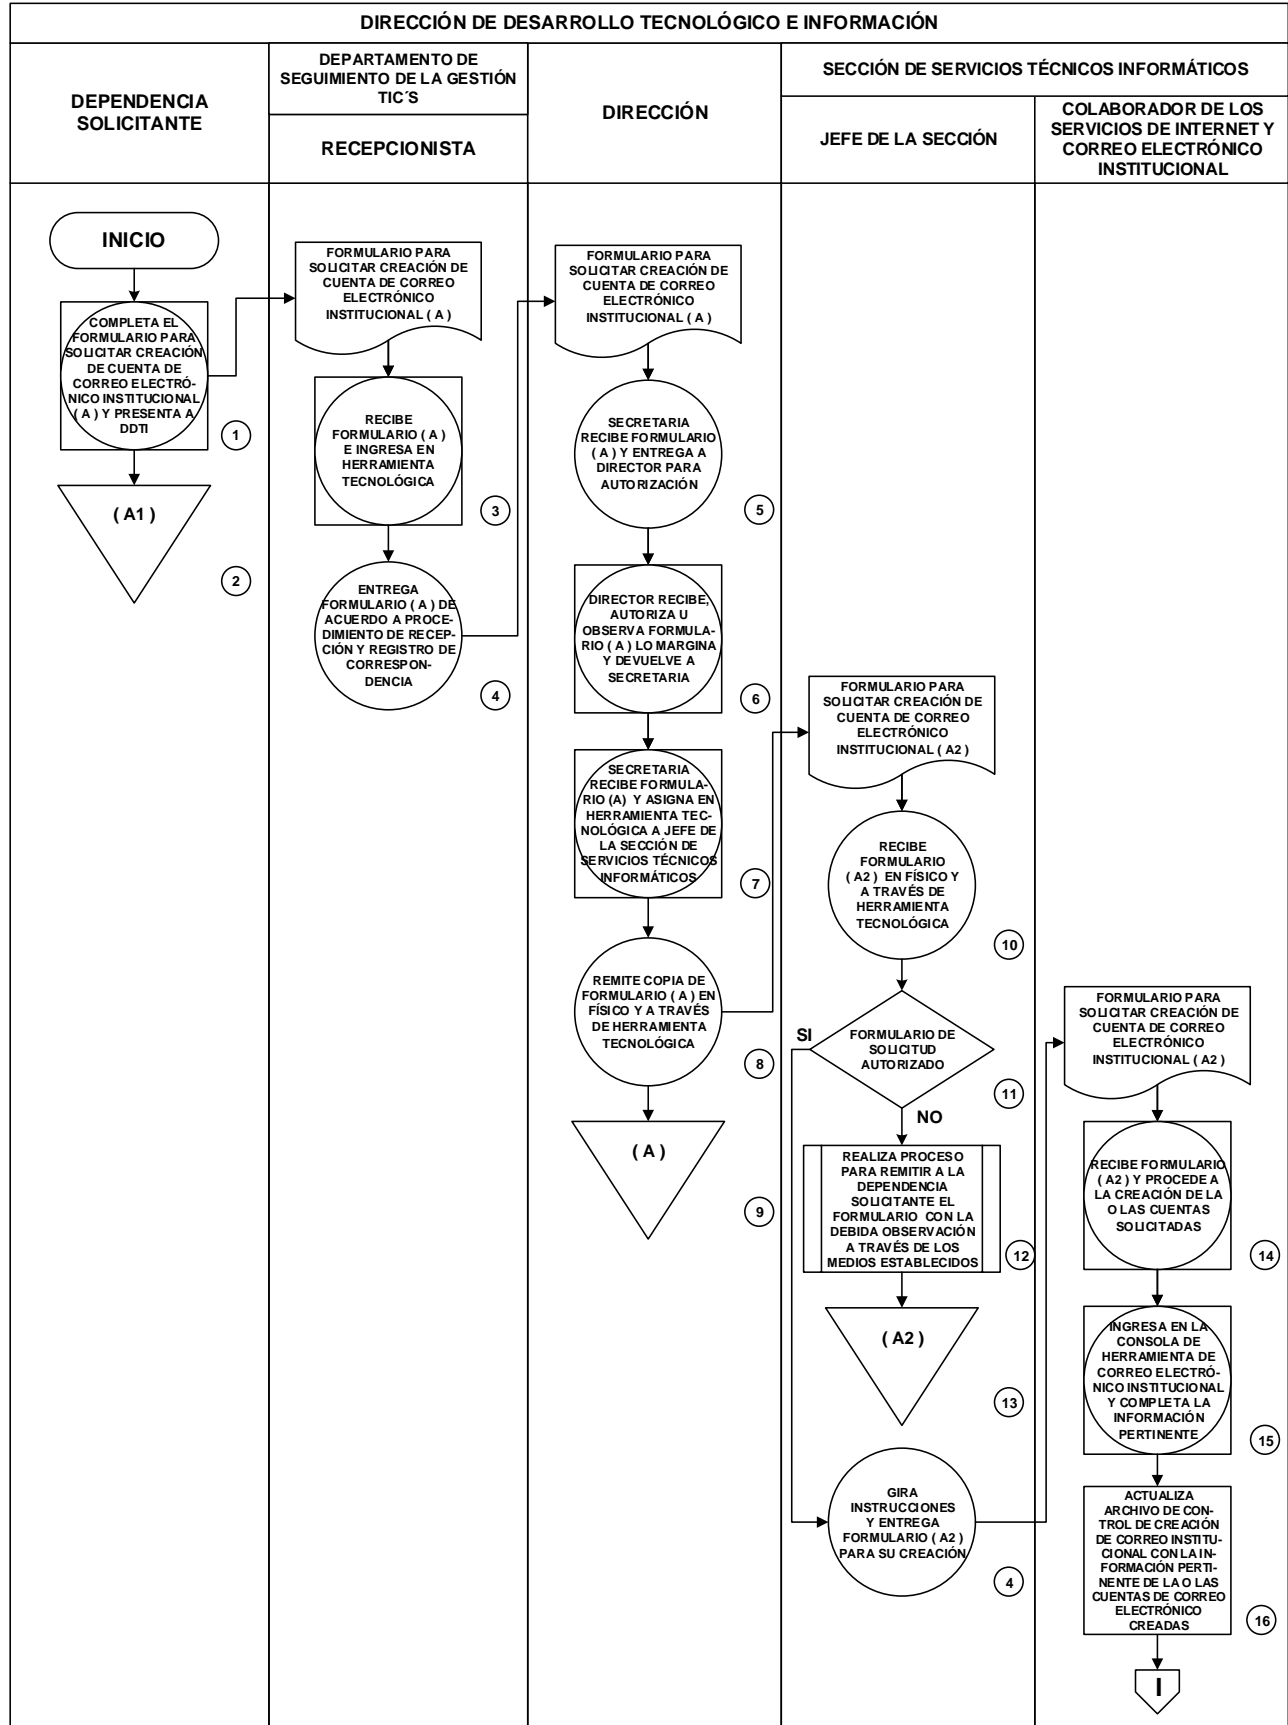 DIRECCIÓN DE DESARROLLO TECNOLÓGICO E INFORMACIÓN
DEPENDENCIA
SOLICITANTE
DEPARTAMENTO DE
SEGUIMIENTO DE LA GESTIÓN
TIC´S
RECEPCIONISTA
DIRECCIÓN
SECCIÓN DE SERVICIOS TÉCNICOS INFORMÁTICOS
JEFE DE LA SECCIÓN
COLABORADOR DE LOS
SERVICIOS DE INTERNET Y
CORREO ELECTRÓNICO
INSTITUCIONAL
INICIO
COMPLETA EL
FORMULARIO PARA
SOLICITAR CREACIÓN
DE CUENTA DE
CORREO ELECTRÓ-
NICO INSTITUCIONAL
( A ) Y PRESENTA A
DDTI
1
( A1 )
2
FORMULARIO PARA
SOLICITAR CREACIÓN DE
CUENTA DE CORREO
ELECTRÓNICO
INSTITUCIONAL ( A )
RECIBE
FORMULARIO ( A )
E INGRESA EN
HERRAMIENTA
TECNOLÓGICA
3
ENTREGA
FORMULARIO ( A ) DE
ACUERDO A PROCE-
DIMIENTO DE RECEP-
CIÓN Y REGISTRO DE
CORRESPON-
DENCIA
4
FORMULARIO PARA
SOLICITAR CREACIÓN DE
CUENTA DE CORREO
ELECTRÓNICO
INSTITUCIONAL ( A )
SECRETARIA
RECIBE FORMULARIO
( A ) Y ENTREGA A
DIRECTOR PARA
AUTORIZACIÓN
5
DIRECTOR RECIBE,
AUTORIZA U
OBSERVA FORMULA-
RIO ( A ) LO MARGINA
Y DEVUELVE A
SECRETARIA
6
SECRETARIA
RECIBE FORMULA-
RIO (A) Y ASIGNA EN
HERRAMIENTA TEC-
NOLÓGICA A JEFE DE
LA SECCIÓN DE
SERVICIOS TÉCNICOS
INFORMÁTICOS
7
REMITE COPIA DE
FORMULARIO ( A ) EN
FÍSICO Y A TRAVÉS
DE HERRAMIENTA
TECNOLÓGICA
8
( A )
9
FORMULARIO PARA
SOLICITAR CREACIÓN DE
CUENTA DE CORREO
ELECTRÓNICO
INSTITUCIONAL ( A2 )
RECIBE
FORMULARIO
( A2 ) EN FÍSICO Y
A TRAVÉS DE
HERRAMIENTA
TECNOLÓGICA
10
SI
FORMULARIO DE
SOLICITUD
AUTORIZADO
11
NO
REALIZA PROCESO
PARA REMITIR A LA
DEPENDENCIA
SOLICITANTE EL
FORMULARIO CON LA
DEBIDA OBSERVACIÓN
A TRAVÉS DE LOS
MEDIOS ESTABLECIDOS
12
( A2 )
13
GIRA
INSTRUCCIONES
Y ENTREGA
FORMULARIO ( A2 )
PARA SU CREACIÓN
4
FORMULARIO PARA
SOLICITAR CREACIÓN DE
CUENTA DE CORREO
ELECTRÓNICO
INSTITUCIONAL ( A2 )
RECIBE FORMULARIO
( A2 ) Y PROCEDE A
LA CREACIÓN DE LA
O LAS CUENTAS
SOLICITADAS
14
INGRESA EN LA
CONSOLA DE
HERRAMIENTA DE
CORREO ELECTRÓ-
NICO INSTITUCIONAL
Y COMPLETA LA
INFORMACIÓN
PERTINENTE
15
ACTUALIZA
ARCHIVO DE CON-
TROL DE CREACIÓN
DE CORREO INSTITU-
CIONAL CON LA IN-
FORMACIÓN PERTI-
NENTE DE LA O LAS
CUENTAS DE CORREO
ELECTRÓNICO
CREADAS
16
I